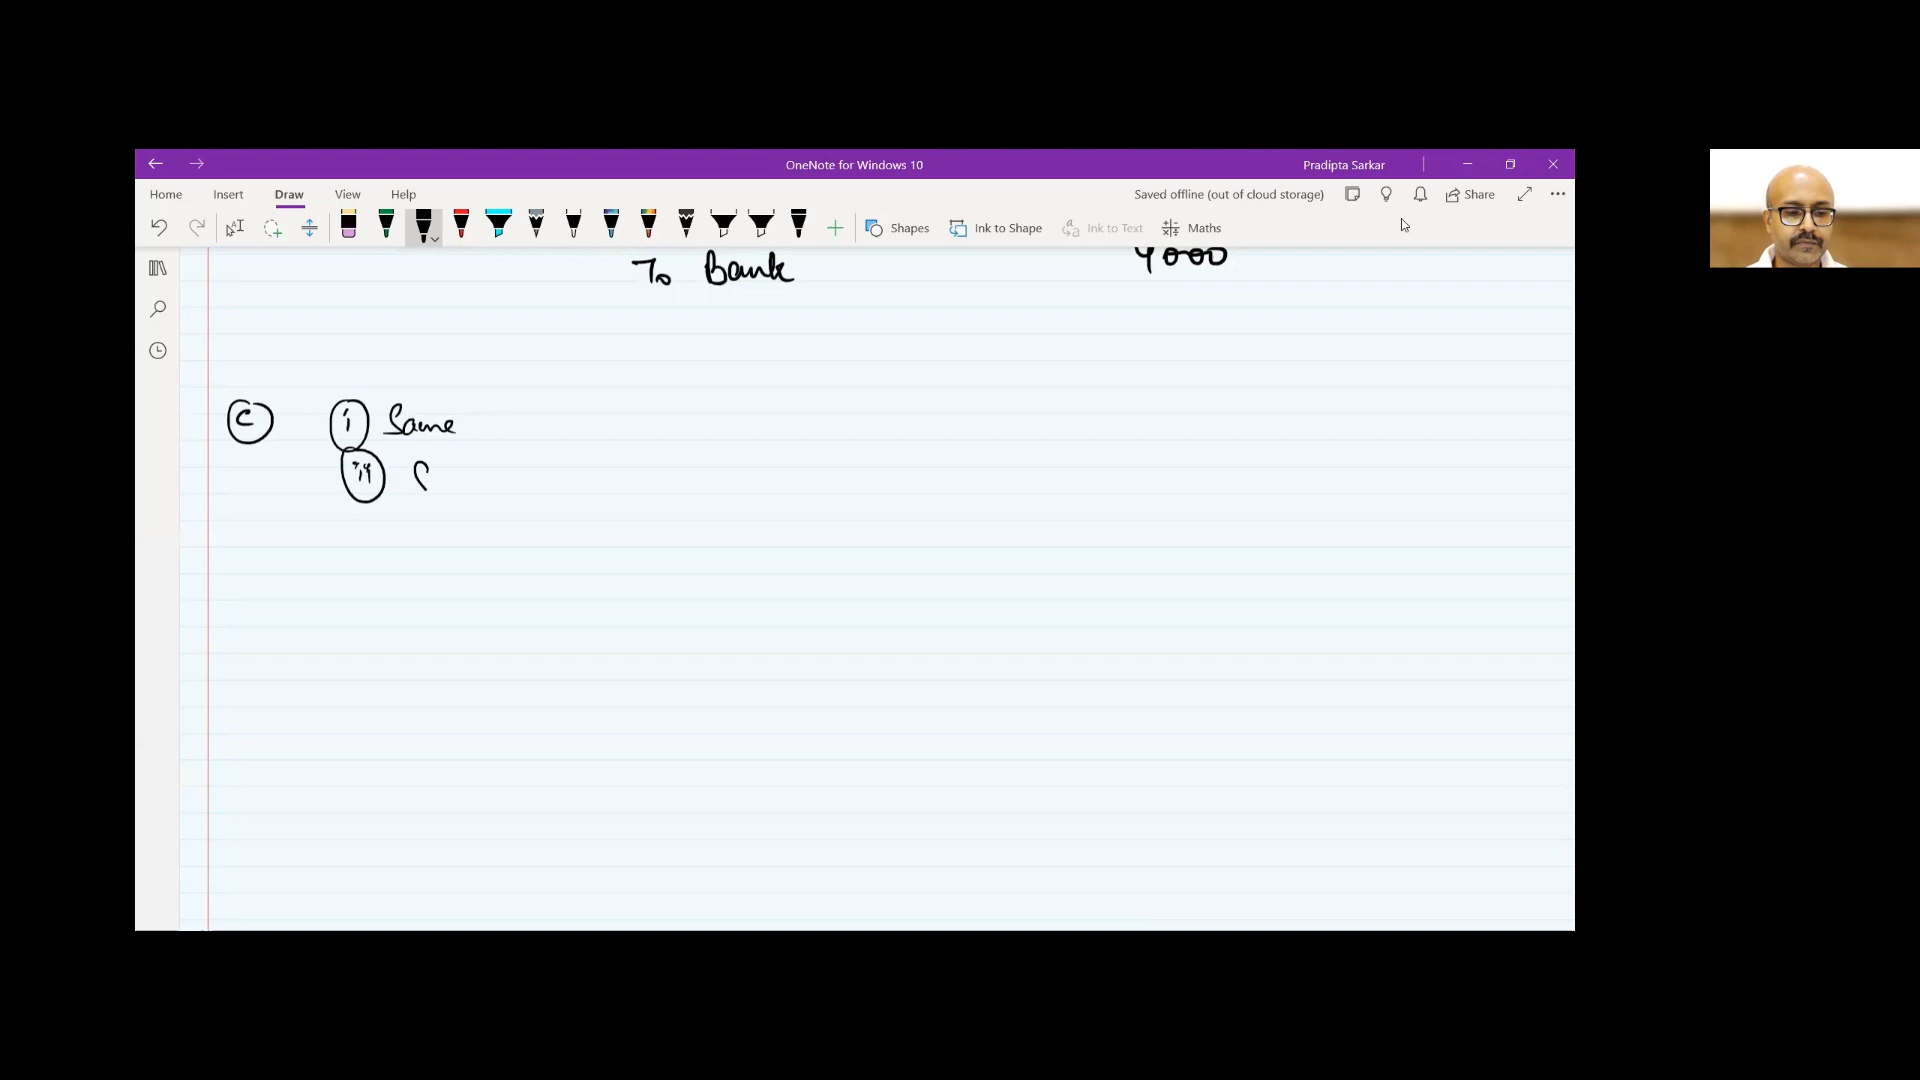 OneNote for Windows 10
Pradipta Sarkar
Home Insert Draw View Help
Saved offline (out of cloud storage)
Share
Shapes Ink to Shape Ink to Text Maths
To Bank 4000
C i Same
ii